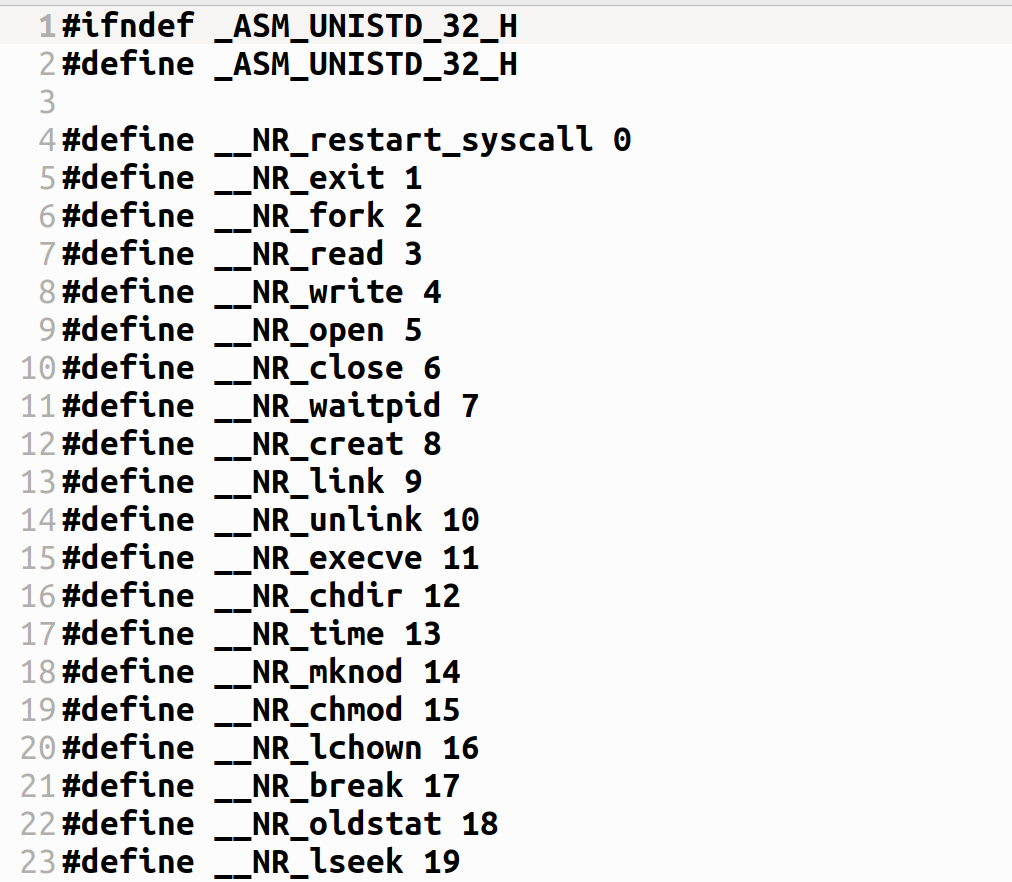 1 #ifndef _ASM_UNISTD_32_H
2 #define _ASM_UNISTD_32_H
3
4 #define __NR_restart_syscall 0
5 #define __NR_exit 1
6 #define __NR_fork 2
7 #define __NR_read 3
8 #define __NR_write 4
9 #define __NR_open 5
10 #define __NR_close 6
11 #define __NR_waitpid 7
12 #define __NR_creat 8
13 #define __NR_link 9
14 #define __NR_unlink 10
15 #define __NR_execve 11
16 #define __NR_chdir 12
17 #define __NR_time 13
18 #define __NR_mknod 14
19 #define __NR_chmod 15
20 #define __NR_lchown 16
21 #define __NR_break 17
22 #define __NR_oldstat 18
23 #define __NR_lseek 19